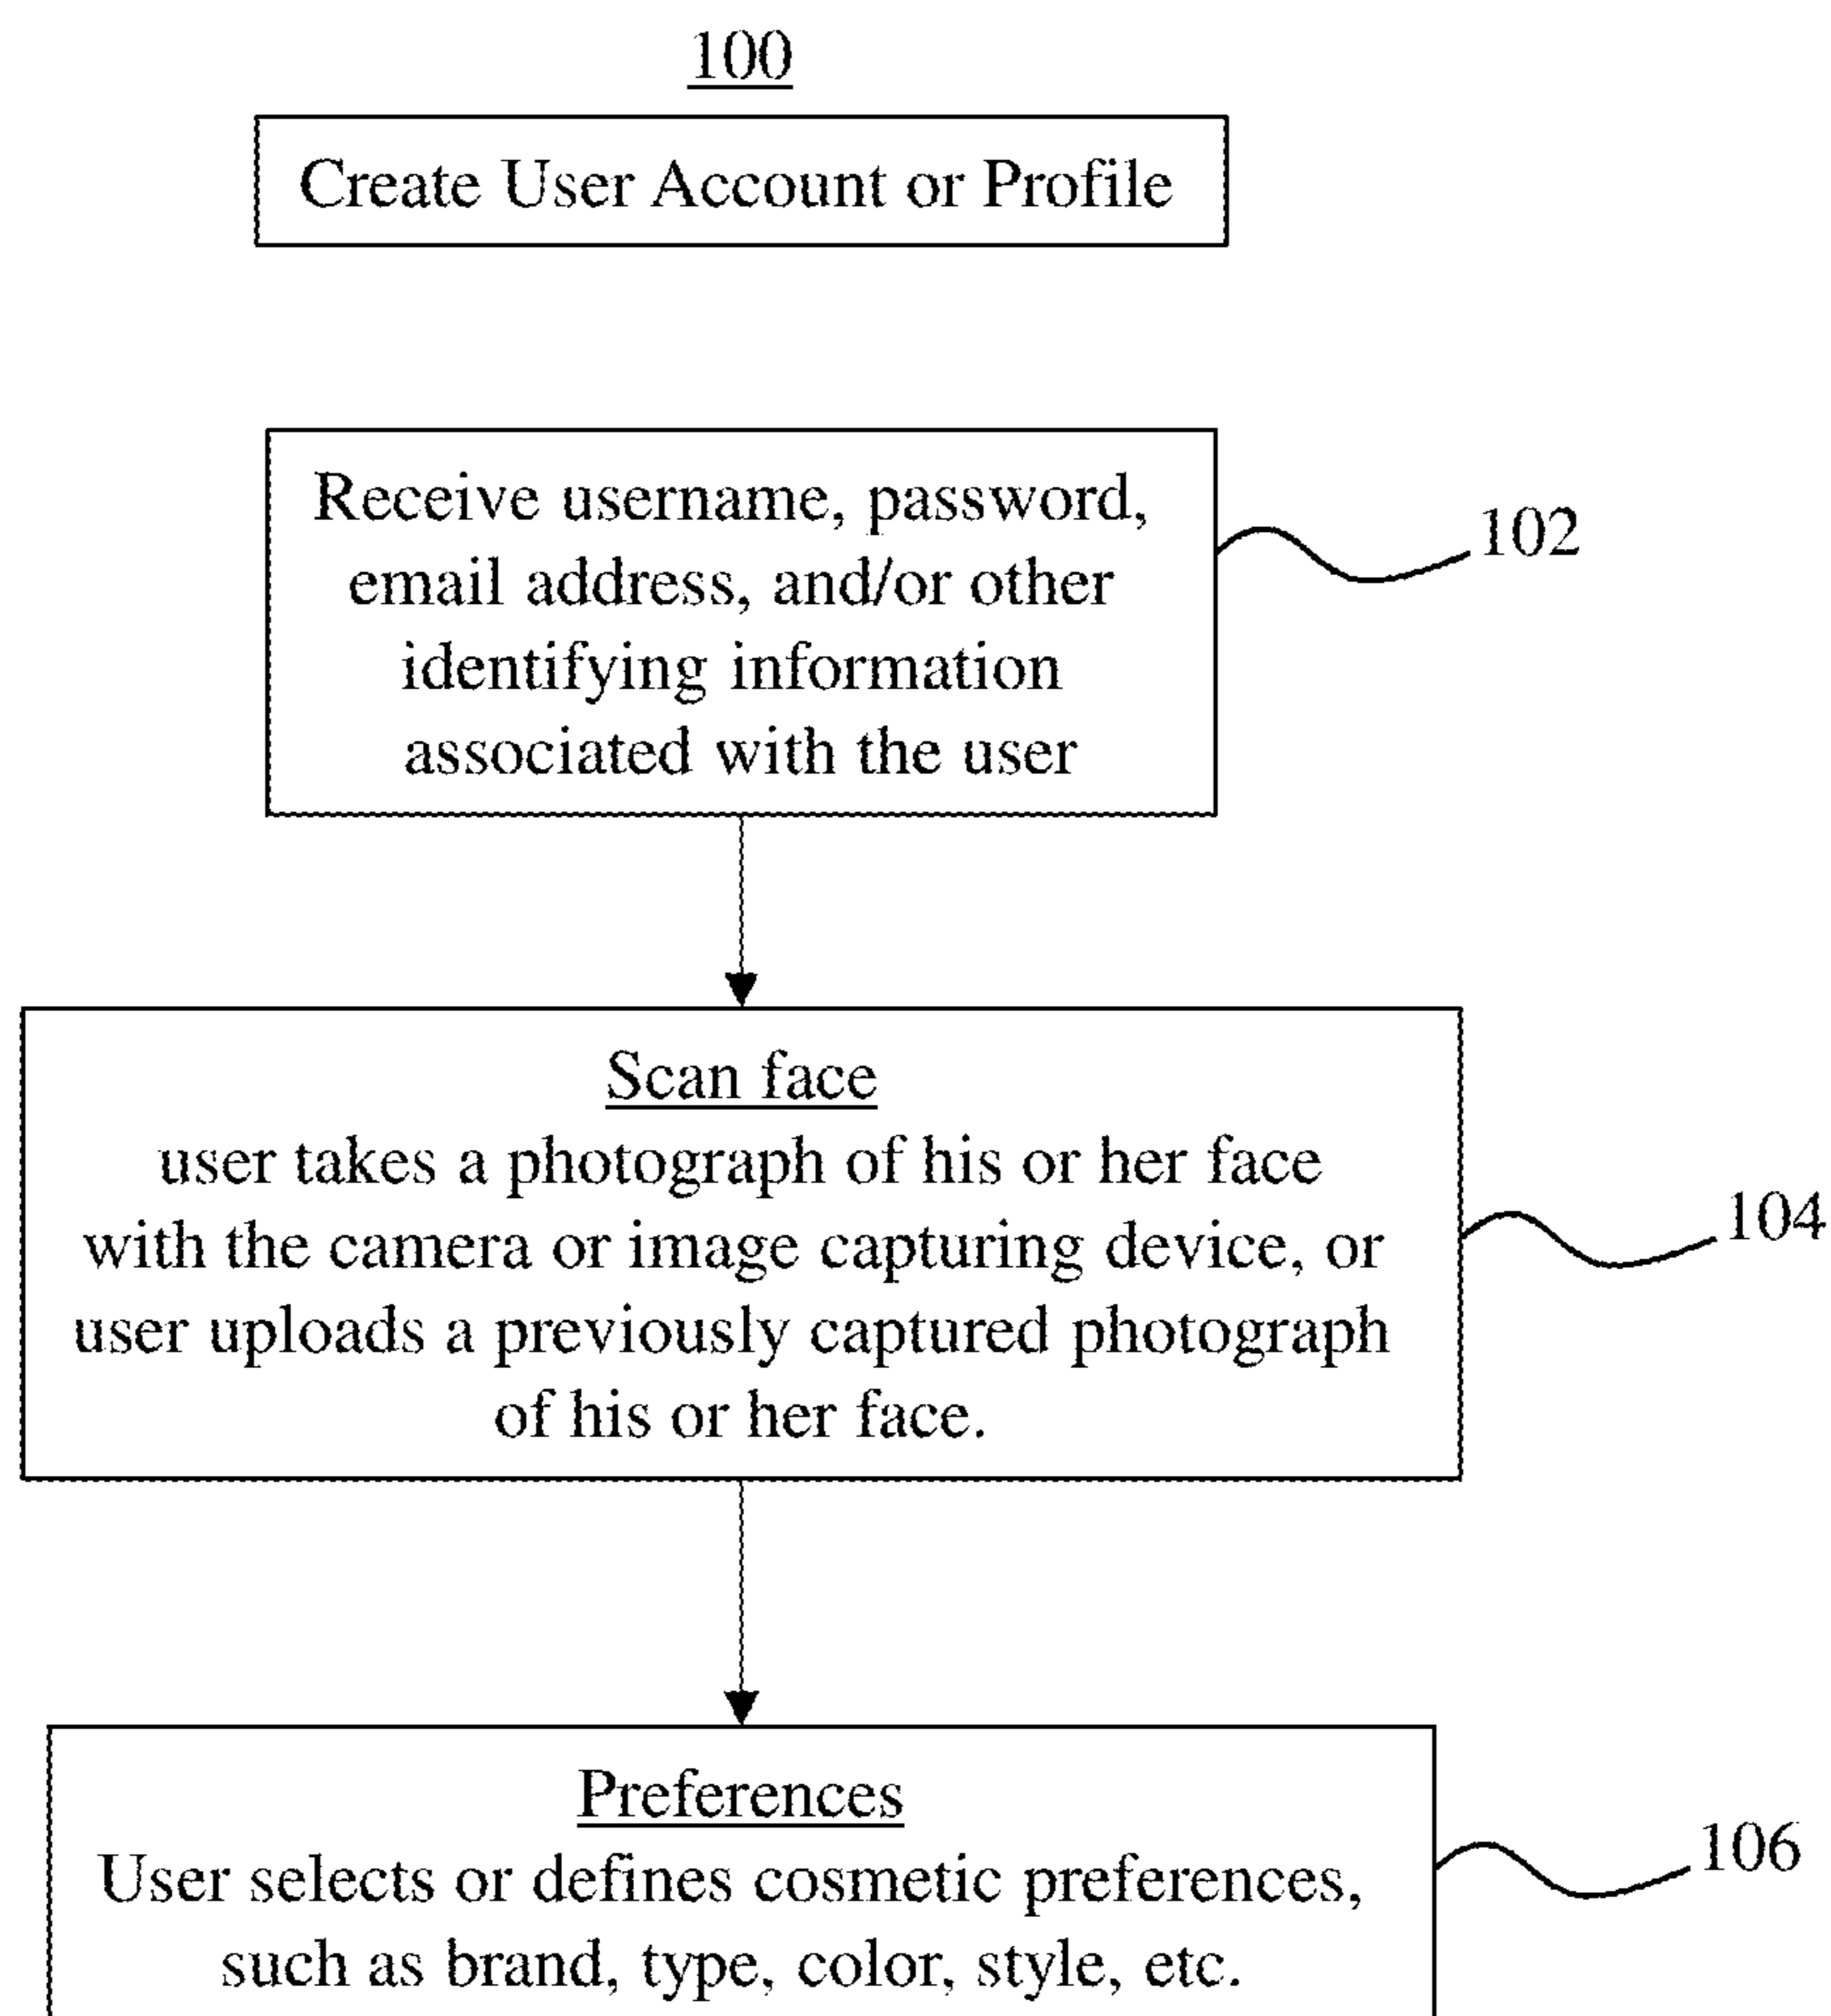 100
Create User Account or Profile
Receive username, password,
email address, and/or other
identifying information
associated with the user
102
Scan face
user takes a photograph of his or her face
with the camera or image capturing device, or
user uploads a previously captured photograph
of his or her face.
104
Preferences
User selects or defines cosmetic preferences,
such as brand, type, color, style, etc.
106